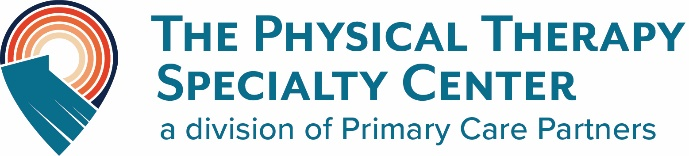 The Physical Therapy
Specialty Center
a division of Primary Care Partners